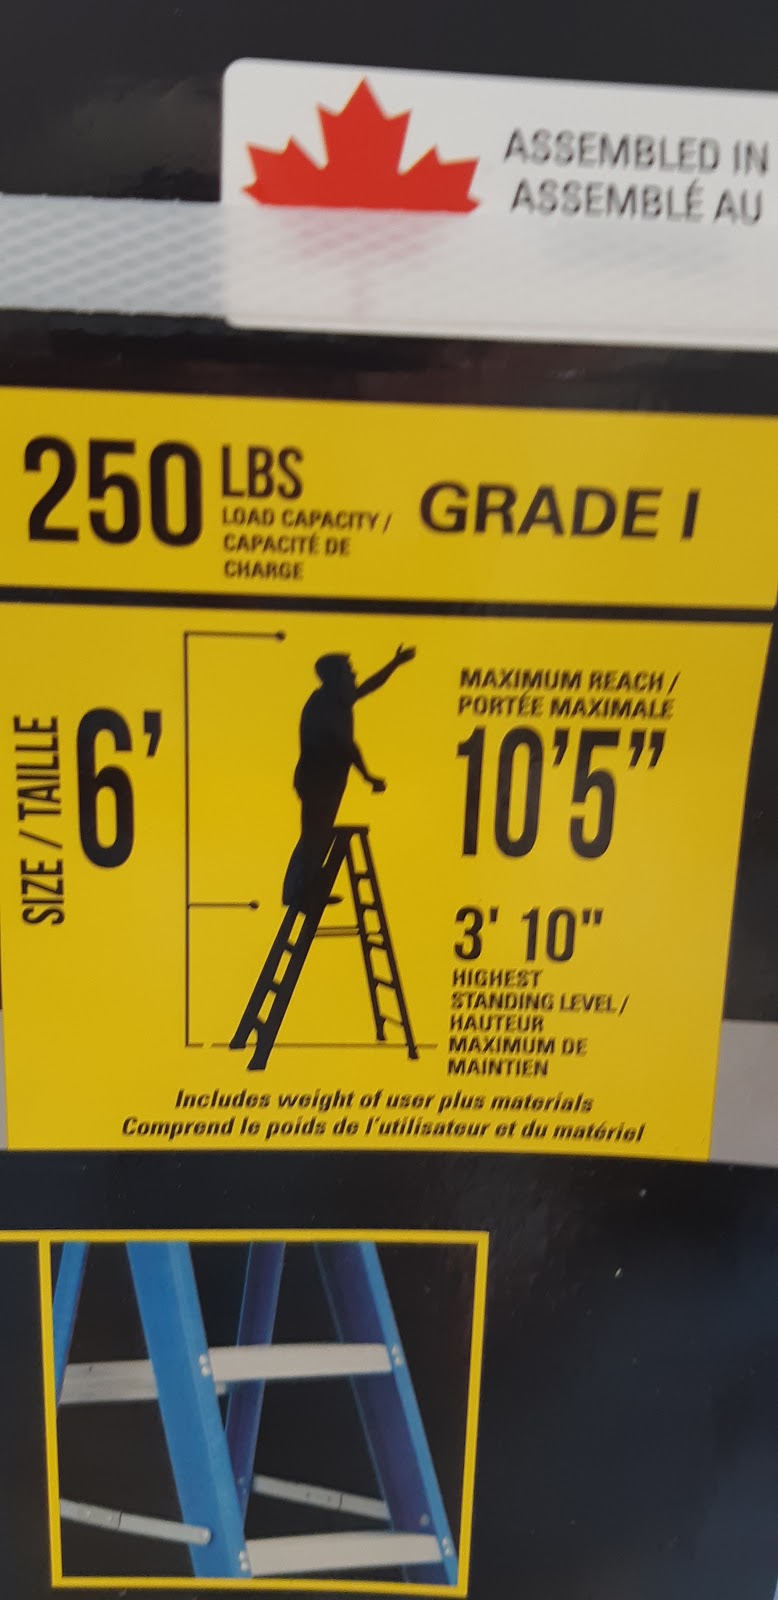 ASSEMBLED IN
ASSEMBLÉ AU
250 LBS
LOAD CAPACITY /
CAPACITÉ DE
CHARGE
GRADE I
SIZE / TAILLE
6'
MAXIMUM REACH /
PORTÉE MAXIMALE
10'5"
3' 10"
HIGHEST
STANDING LEVEL /
HAUTEUR
MAXIMUM DE
MAINTIEN
Includes weight of user plus materials
Comprend le poids de l'utilisateur et du matériel